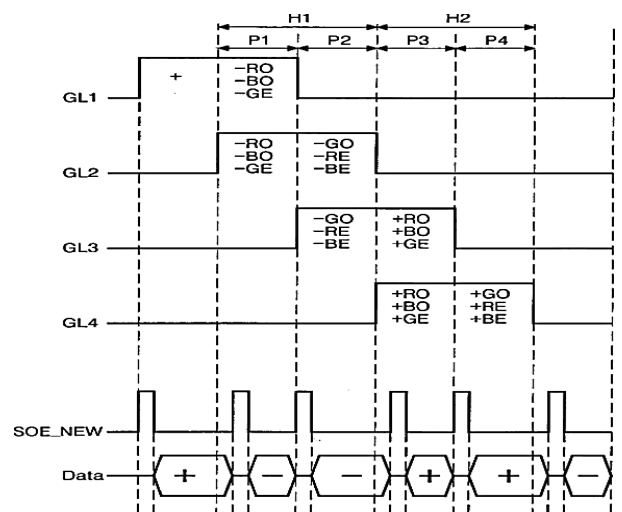 H1 H2
P1 P2 P3 P4
GL1 + −RO
−BO
−GE
GL2 −RO −GO
−BO −RE
−GE −BE
GL3 −GO +RO
−RE +BO
−BE +GE
GL4 +RO +GO
+BO +RE
+GE +BE
SOE_NEW
Data + − − + + −